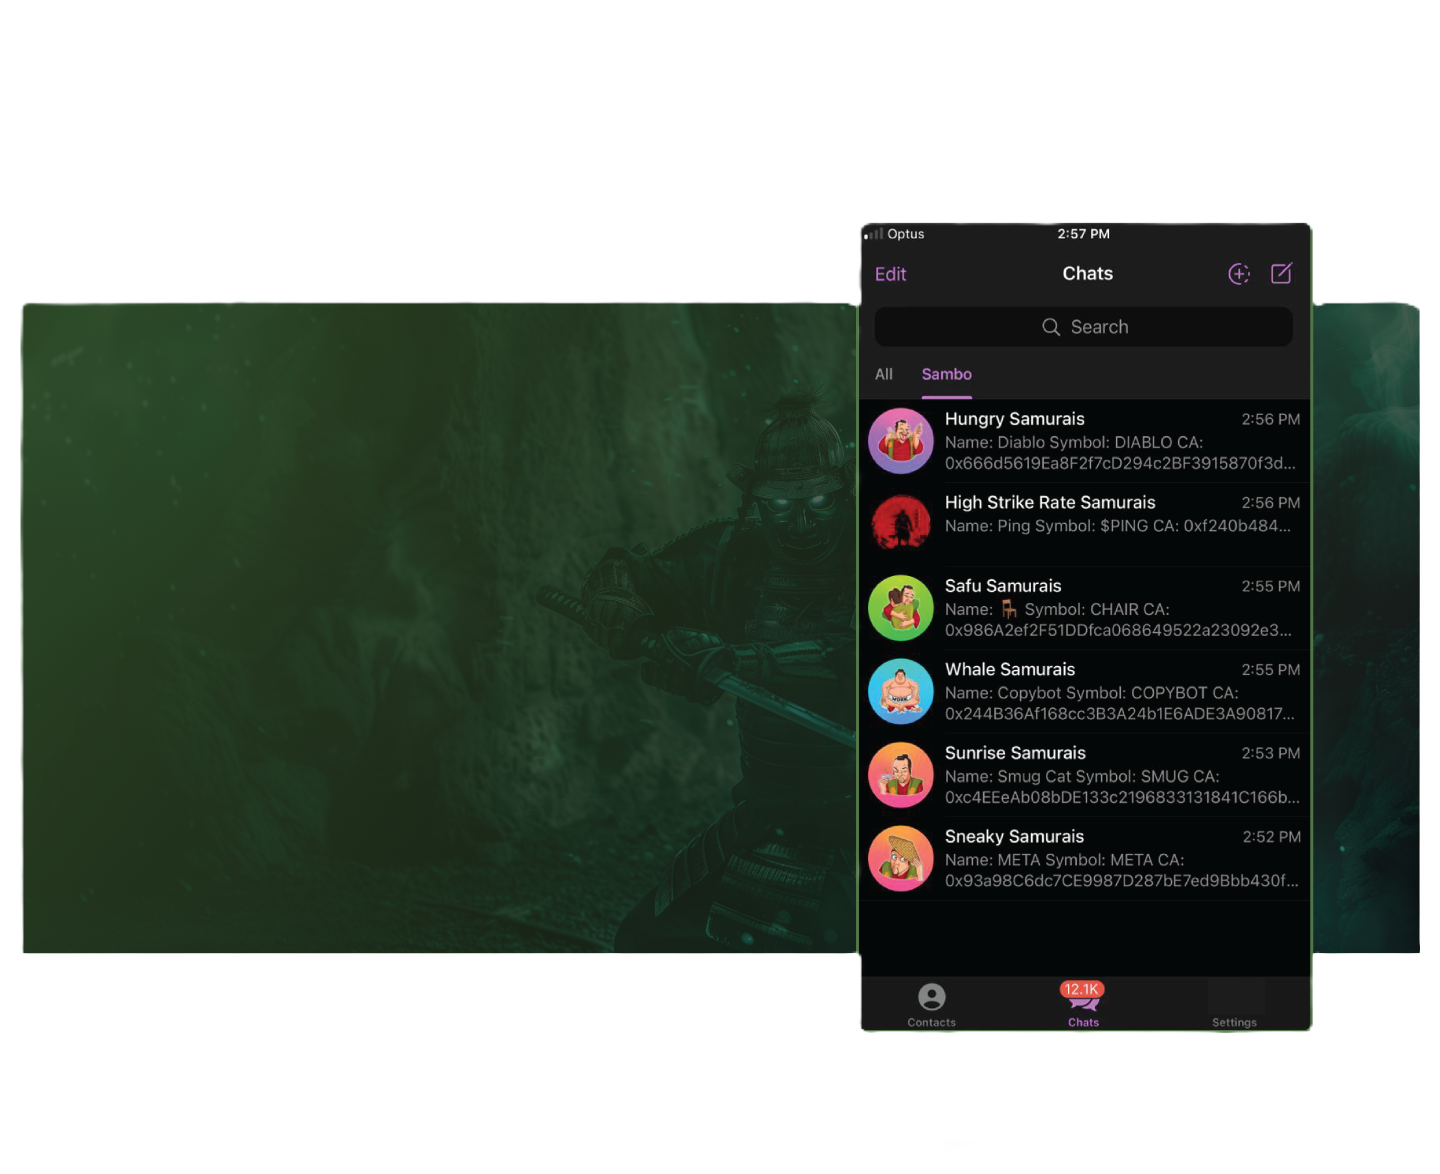 Optus
2:57 PM
Edit
Chats
Search
All
Sambo
Hungry Samurais
2:56 PM
Name: Diablo Symbol: DIABLO CA:
0x666d5619Ea8F2f7cD294c2BF3915870f3d...
High Strike Rate Samurais
2:56 PM
Name: Ping Symbol: $PING CA: 0xf240b484...
Safu Samurais
2:55 PM
Name: 🪑 Symbol: CHAIR CA:
0x986A2ef2F51DDfca068649522a23092e3...
Whale Samurais
2:55 PM
Name: Copybot Symbol: COPYBOT CA:
0x244B36Af168cc3B3A24b1E6ADE3A90817...
Sunrise Samurais
2:53 PM
Name: Smug Cat Symbol: SMUG CA:
0xc4EEeAb08bDE133c2196833131841C166b...
Sneaky Samurais
2:52 PM
Name: META Symbol: META CA:
0x93a98C6dc7CE9987D287bE7ed9Bbb430f...
12.1K
Contacts
Chats
Settings